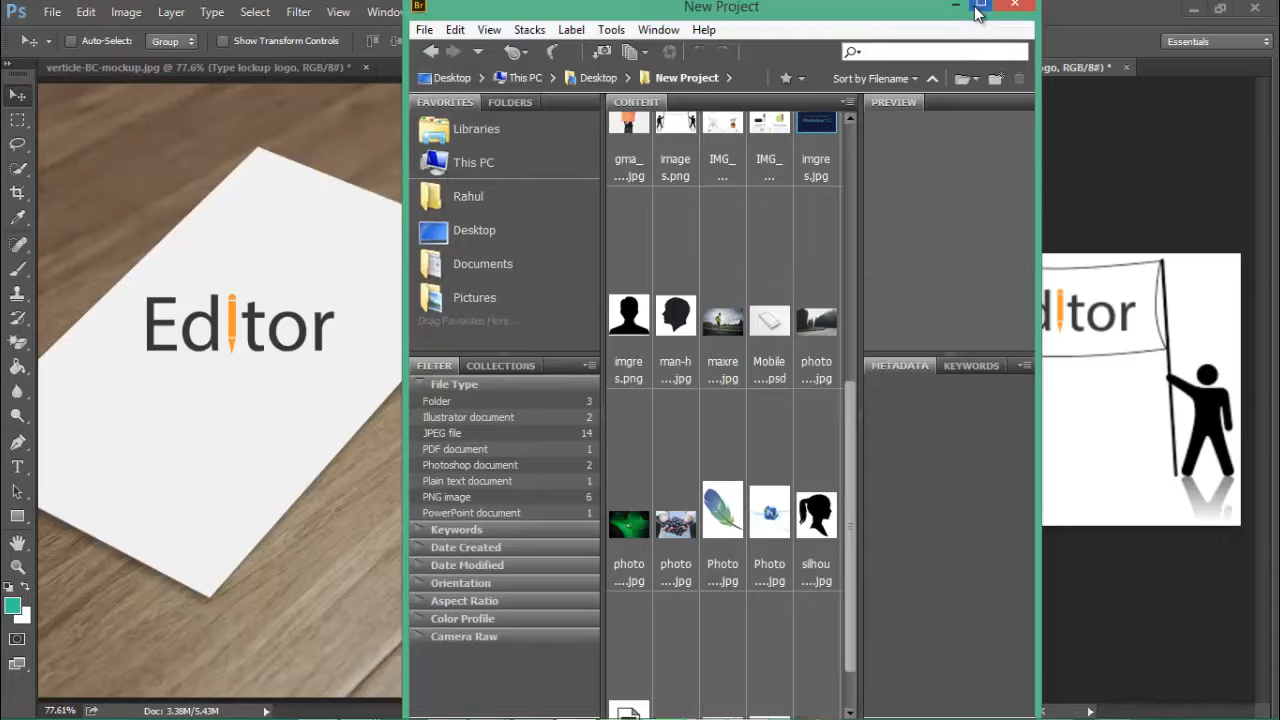 Ps File Edit Image Layer Type Select Filter View Windov
Auto-Select: Group Show Transform Controls
verticle-BC-mockup.jpg @ 77.6% (Type lockup logo, RGB/8#) * ×
Editor
77.61% Doc: 3.38M/5.43M
Br New Project
File Edit View Stacks Label Tools Window Help
Desktop This PC Desktop New Project Sort by Filename
FAVORITES FOLDERS
Libraries
This PC
Rahul
Desktop
Documents
Pictures
Drag Favorites Here...
FILTER COLLECTIONS
File Type
Folder 3
Illustrator document 2
JPEG file 14
PDF document 1
Photoshop document 2
Plain text document 1
PNG image 6
PowerPoint document 1
Keywords
Date Created
Date Modified
Orientation
Aspect Ratio
Color Profile
Camera Raw
CONTENT
gma_ ....jpg
image s.png
IMG_ ...
IMG_ ...
imgre s.jpg
imgre s.png
man-h ....jpg
maxre ....jpg
Mobile ....psd
photo ....jpg
photo ....jpg
photo ....jpg
Photo ....jpg
Photo ....jpg
silhou ....jpg
PREVIEW
METADATA KEYWORDS
Essentials
ogo, RGB/8#) * ×
ditor